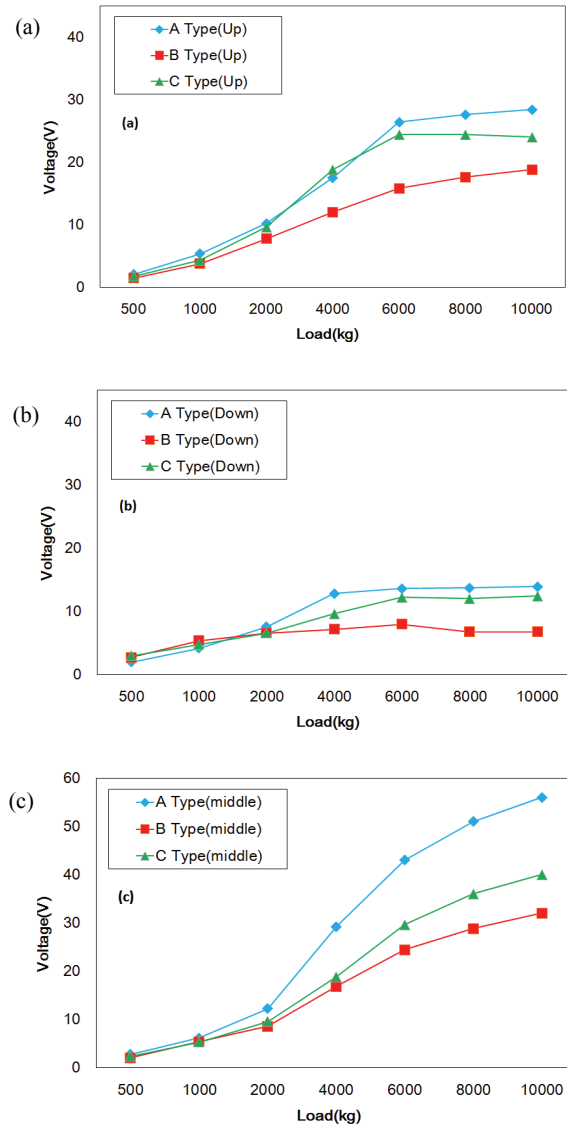 (a)
A Type(Up)
B Type(Up)
C Type(Up)
(a)
Voltage(V)
40
30
20
10
0
500 1000 2000 4000 6000 8000 10000
Load(kg)
(b)
A Type(Down)
B Type(Down)
C Type(Down)
(b)
Voltage(V)
40
30
20
10
0
500 1000 2000 4000 6000 8000 10000
Load(kg)
(c)
A Type(middle)
B Type(middle)
C Type(middle)
(c)
Voltage(V)
60
50
40
30
20
10
0
500 1000 2000 4000 6000 8000 10000
Load(kg)